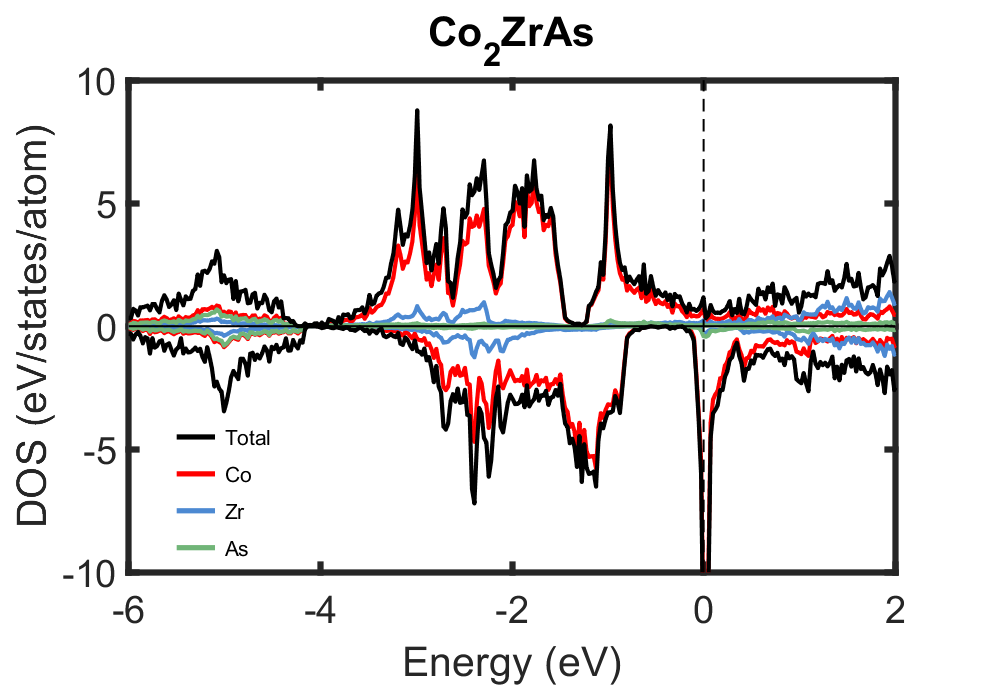 Co2ZrAs
DOS (eV/states/atom)
10
5
0
-5
-10
Total
Co
Zr
As
-6 -4 -2 0 2
Energy (eV)